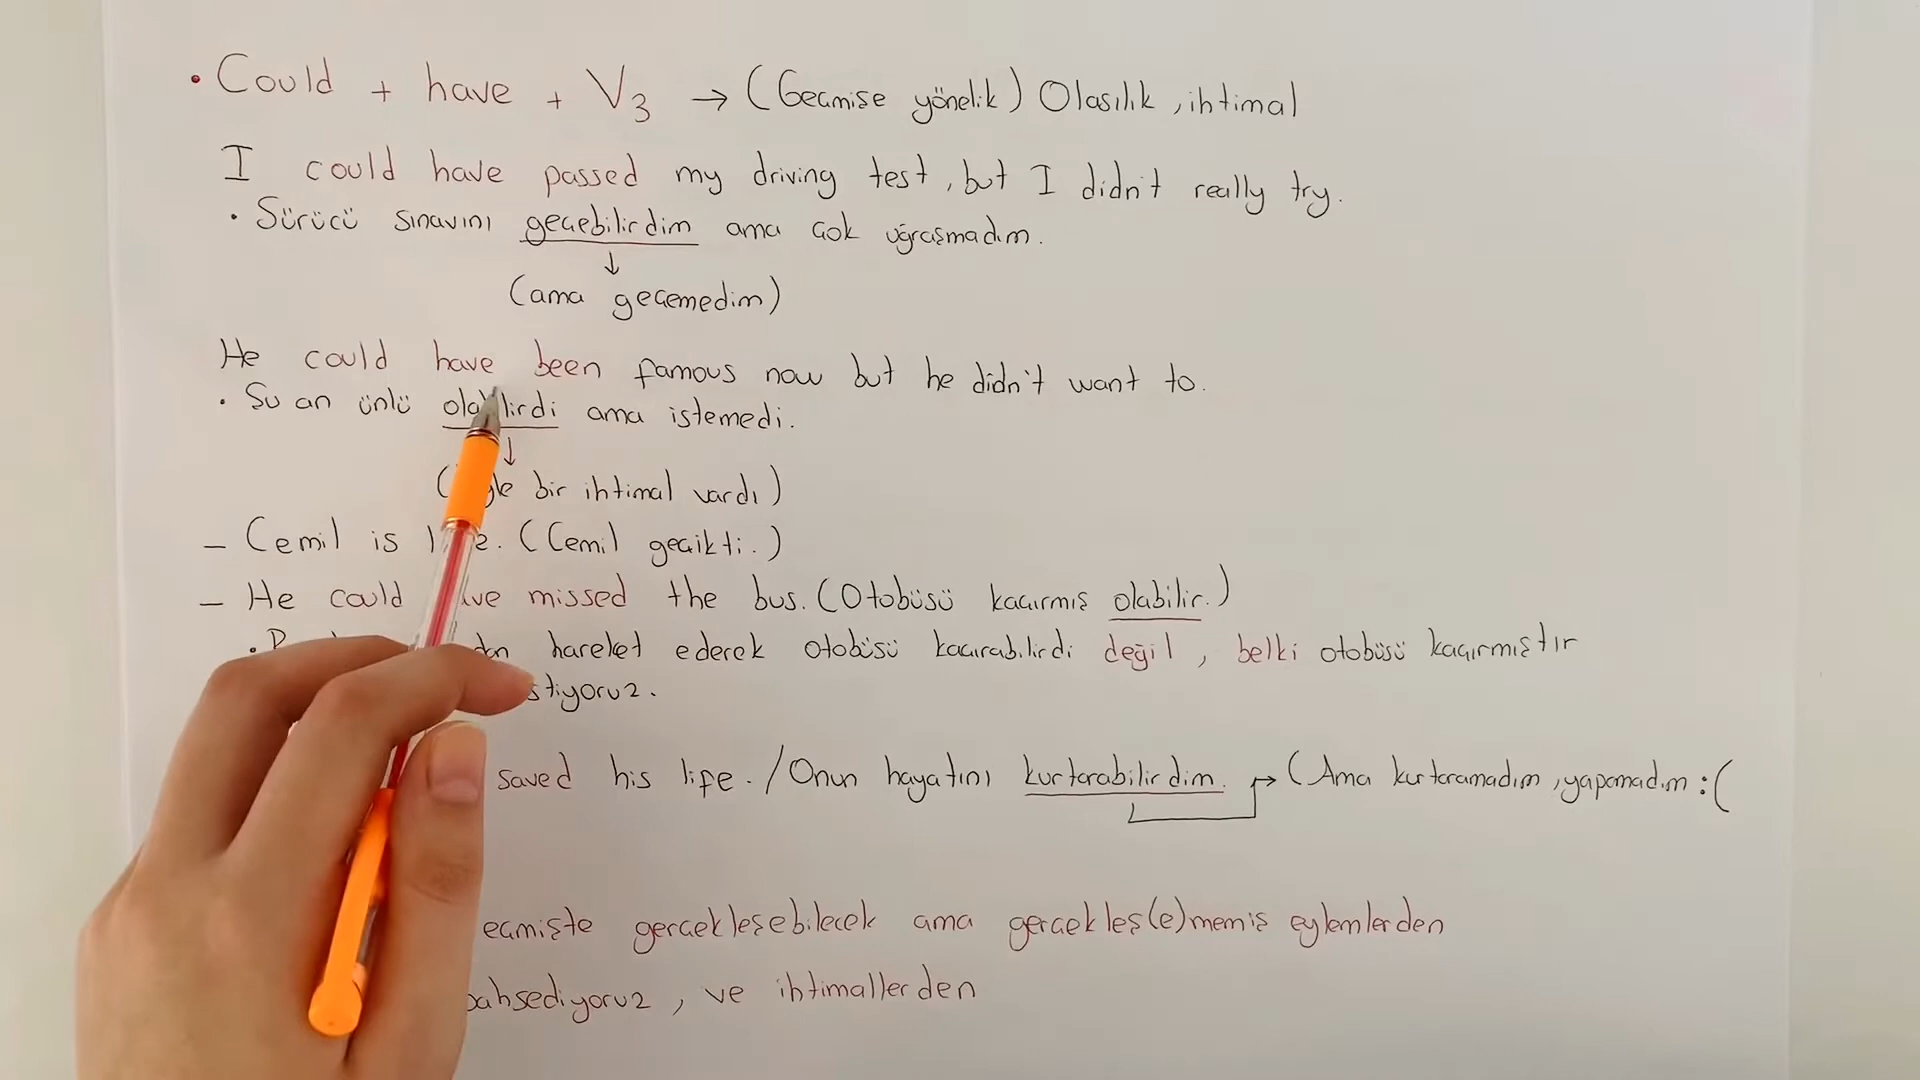 • Could + have + V3 → (Geçmişe yönelik) Olasılık, ihtimal
I could have passed my driving test, but I didn't really try.
• Sürücü sınavını geçebilirdim ama çok uğraşmadım.
↓
(ama geçemedim)
He could have been famous now but he didn't want to.
• Şu an ünlü ama istemedi.
↓
( bir ihtimal vardı)
– Cemil is (Cemil gecikti.)
– He could missed the bus. (Otobüsü kaçırmış olabilir.)
• hareket ederek otobüsü kaçırabilirdi değil, belki otobüsü kaçırmıştır
saved his life. / Onun hayatını kurtarabilirdim. → (Ama kurtaramadım, yapamadım :(
gerçekleşebilecek ama gerçekleş(e)memiş eylemlerden
, ve ihtimallerden